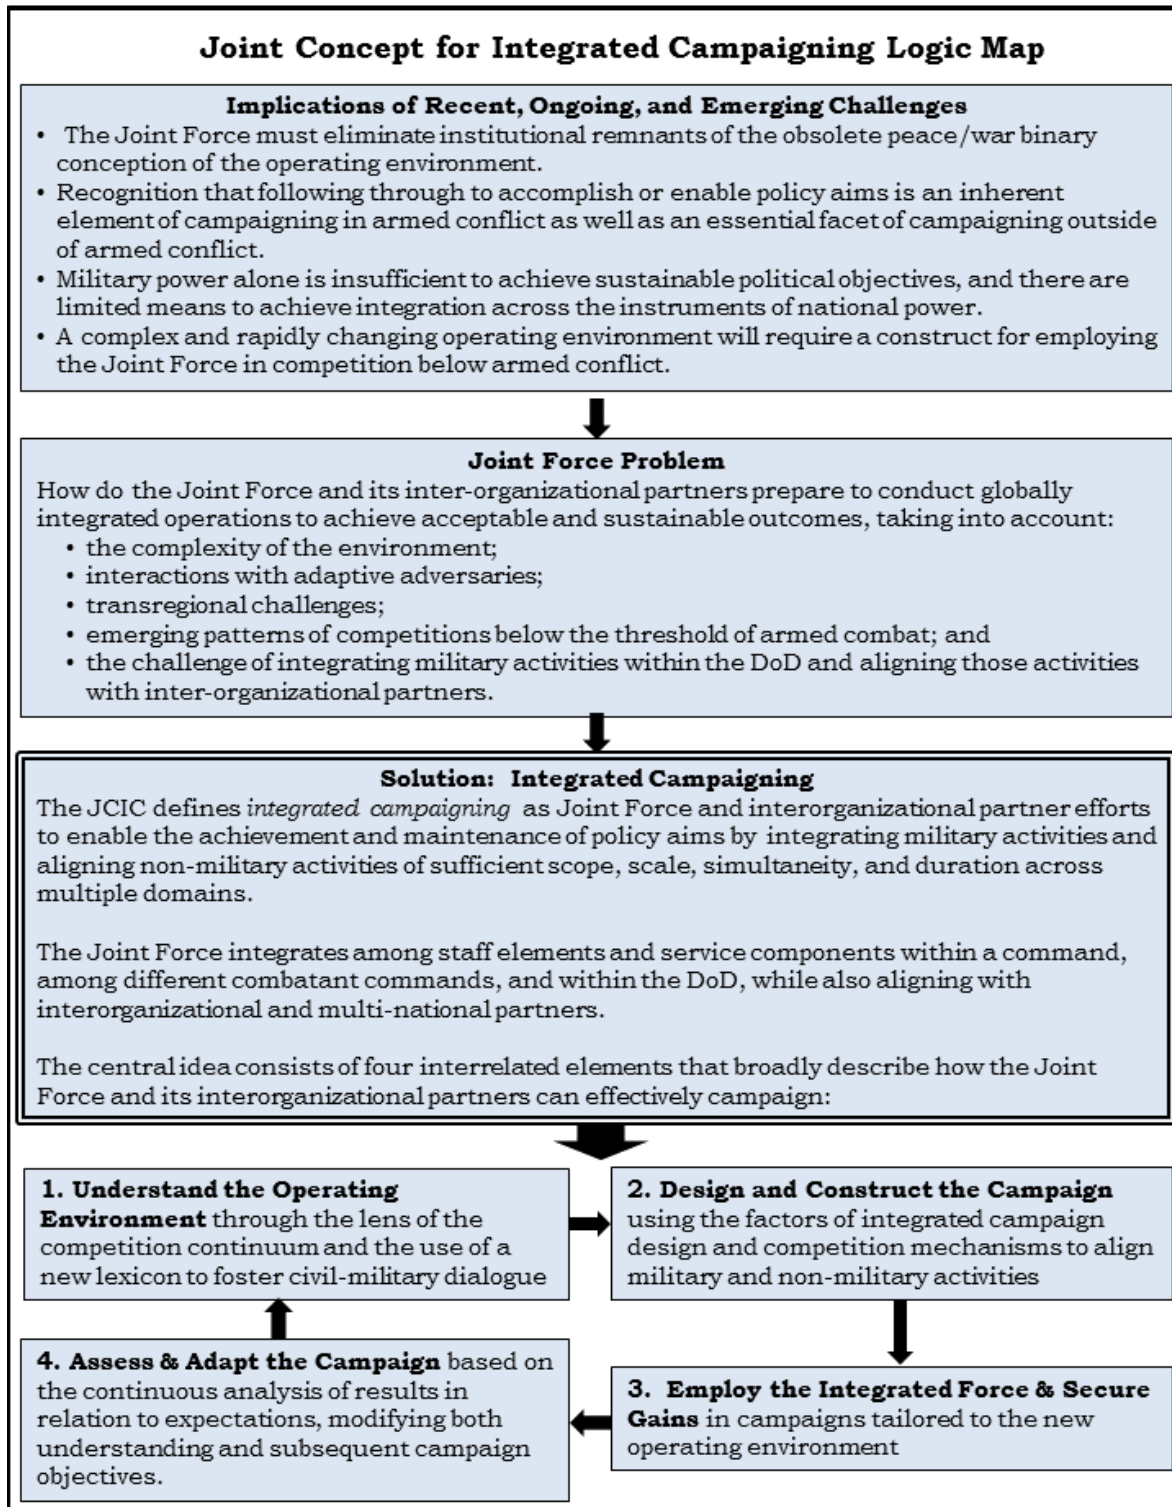 Joint Concept for Integrated Campaigning Logic Map
Implications of Recent, Ongoing, and Emerging Challenges
• The Joint Force must eliminate institutional remnants of the obsolete peace/war binary
conception of the operating environment.
• Recognition that following through to accomplish or enable policy aims is an inherent
element of campaigning in armed conflict as well as an essential facet of campaigning outside
of armed conflict.
• Military power alone is insufficient to achieve sustainable political objectives, and there are
limited means to achieve integration across the instruments of national power.
• A complex and rapidly changing operating environment will require a construct for employing
the Joint Force in competition below armed conflict.
Joint Force Problem
How do the Joint Force and its inter-organizational partners prepare to conduct globally
integrated operations to achieve acceptable and sustainable outcomes, taking into account:
• the complexity of the environment;
• interactions with adaptive adversaries;
• transregional challenges;
• emerging patterns of competitions below the threshold of armed combat; and
• the challenge of integrating military activities within the DoD and aligning those activities
with inter-organizational partners.
Solution: Integrated Campaigning
The JCIC defines integrated campaigning as Joint Force and interorganizational partner efforts
to enable the achievement and maintenance of policy aims by integrating military activities and
aligning non-military activities of sufficient scope, scale, simultaneity, and duration across
multiple domains.
The Joint Force integrates among staff elements and service components within a command,
among different combatant commands, and within the DoD, while also aligning with
interorganizational and multi-national partners.
The central idea consists of four interrelated elements that broadly describe how the Joint
Force and its interorganizational partners can effectively campaign:
1. Understand the Operating
Environment through the lens of the
competition continuum and the use of a
new lexicon to foster civil-military dialogue
2. Design and Construct the Campaign
using the factors of integrated campaign
design and competition mechanisms to align
military and non-military activities
3. Employ the Integrated Force & Secure
Gains in campaigns tailored to the new
operating environment
4. Assess & Adapt the Campaign based on
the continuous analysis of results in
relation to expectations, modifying both
understanding and subsequent campaign
objectives.